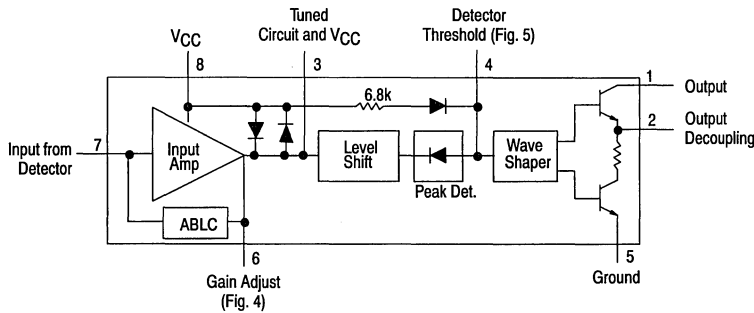 Tuned
Circuit and VCC
Detector
Threshold (Fig. 5)
VCC
8
3
4
6.8k
1
Output
2
Output
Decoupling
7
Input from
Detector
Input
Amp
Level
Shift
Peak Det.
Wave
Shaper
ABLC
6
Gain Adjust
(Fig. 4)
5
Ground